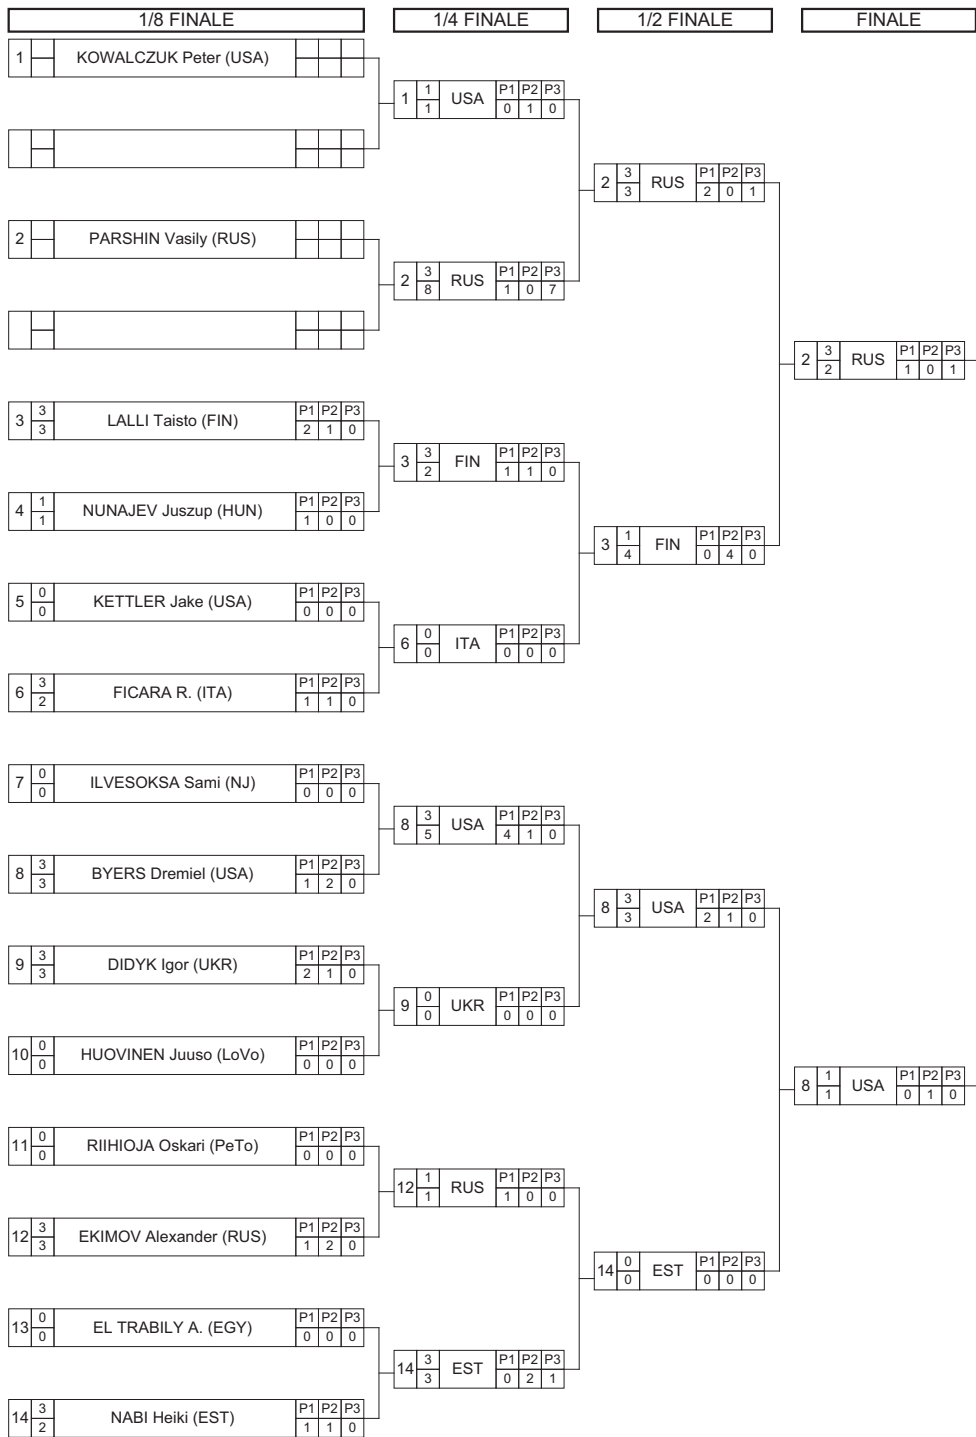 1/8 FINALE 1/4 FINALE 1/2 FINALE FINALE
1 KOWALCZUK Peter (USA)
1 1 1 USA P1 P2 P3 0 1 0
2 3 3 RUS P1 P2 P3 2 0 1
2 PARSHIN Vasily (RUS)
2 3 8 RUS P1 P2 P3 1 0 7
2 3 2 RUS P1 P2 P3 1 0 1
3 3 3 LALLI Taisto (FIN) P1 P2 P3 2 1 0
3 3 2 FIN P1 P2 P3 1 1 0
4 1 1 NUNAJEV Juszup (HUN) P1 P2 P3 1 0 0
3 1 4 FIN P1 P2 P3 0 4 0
5 0 0 KETTLER Jake (USA) P1 P2 P3 0 0 0
6 0 0 ITA P1 P2 P3 0 0 0
6 3 2 FICARA R. (ITA) P1 P2 P3 1 1 0
7 0 0 ILVESOKSA Sami (NJ) P1 P2 P3 0 0 0
8 3 5 USA P1 P2 P3 4 1 0
8 3 3 BYERS Dremiel (USA) P1 P2 P3 1 2 0
8 3 3 USA P1 P2 P3 2 1 0
9 3 3 DIDYK Igor (UKR) P1 P2 P3 2 1 0
9 0 0 UKR P1 P2 P3 0 0 0
10 0 0 HUOVINEN Juuso (LoVo) P1 P2 P3 0 0 0
8 1 1 USA P1 P2 P3 0 1 0
11 0 0 RIIHIOJA Oskari (PeTo) P1 P2 P3 0 0 0
12 1 1 RUS P1 P2 P3 1 0 0
12 3 3 EKIMOV Alexander (RUS) P1 P2 P3 1 2 0
14 0 0 EST P1 P2 P3 0 0 0
13 0 0 EL TRABILY A. (EGY) P1 P2 P3 0 0 0
14 3 3 EST P1 P2 P3 0 2 1
14 3 2 NABI Heiki (EST) P1 P2 P3 1 1 0